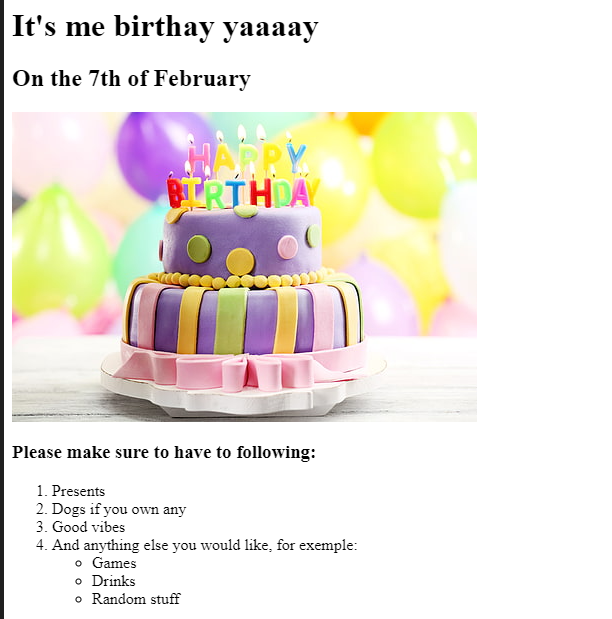 It's me birthay yaaaay
On the 7th of February
HAPPY
BIRTHDAY
Please make sure to have to following:
1. Presents
2. Dogs if you own any
3. Good vibes
4. And anything else you would like, for exemple:
Games
Drinks
Random stuff